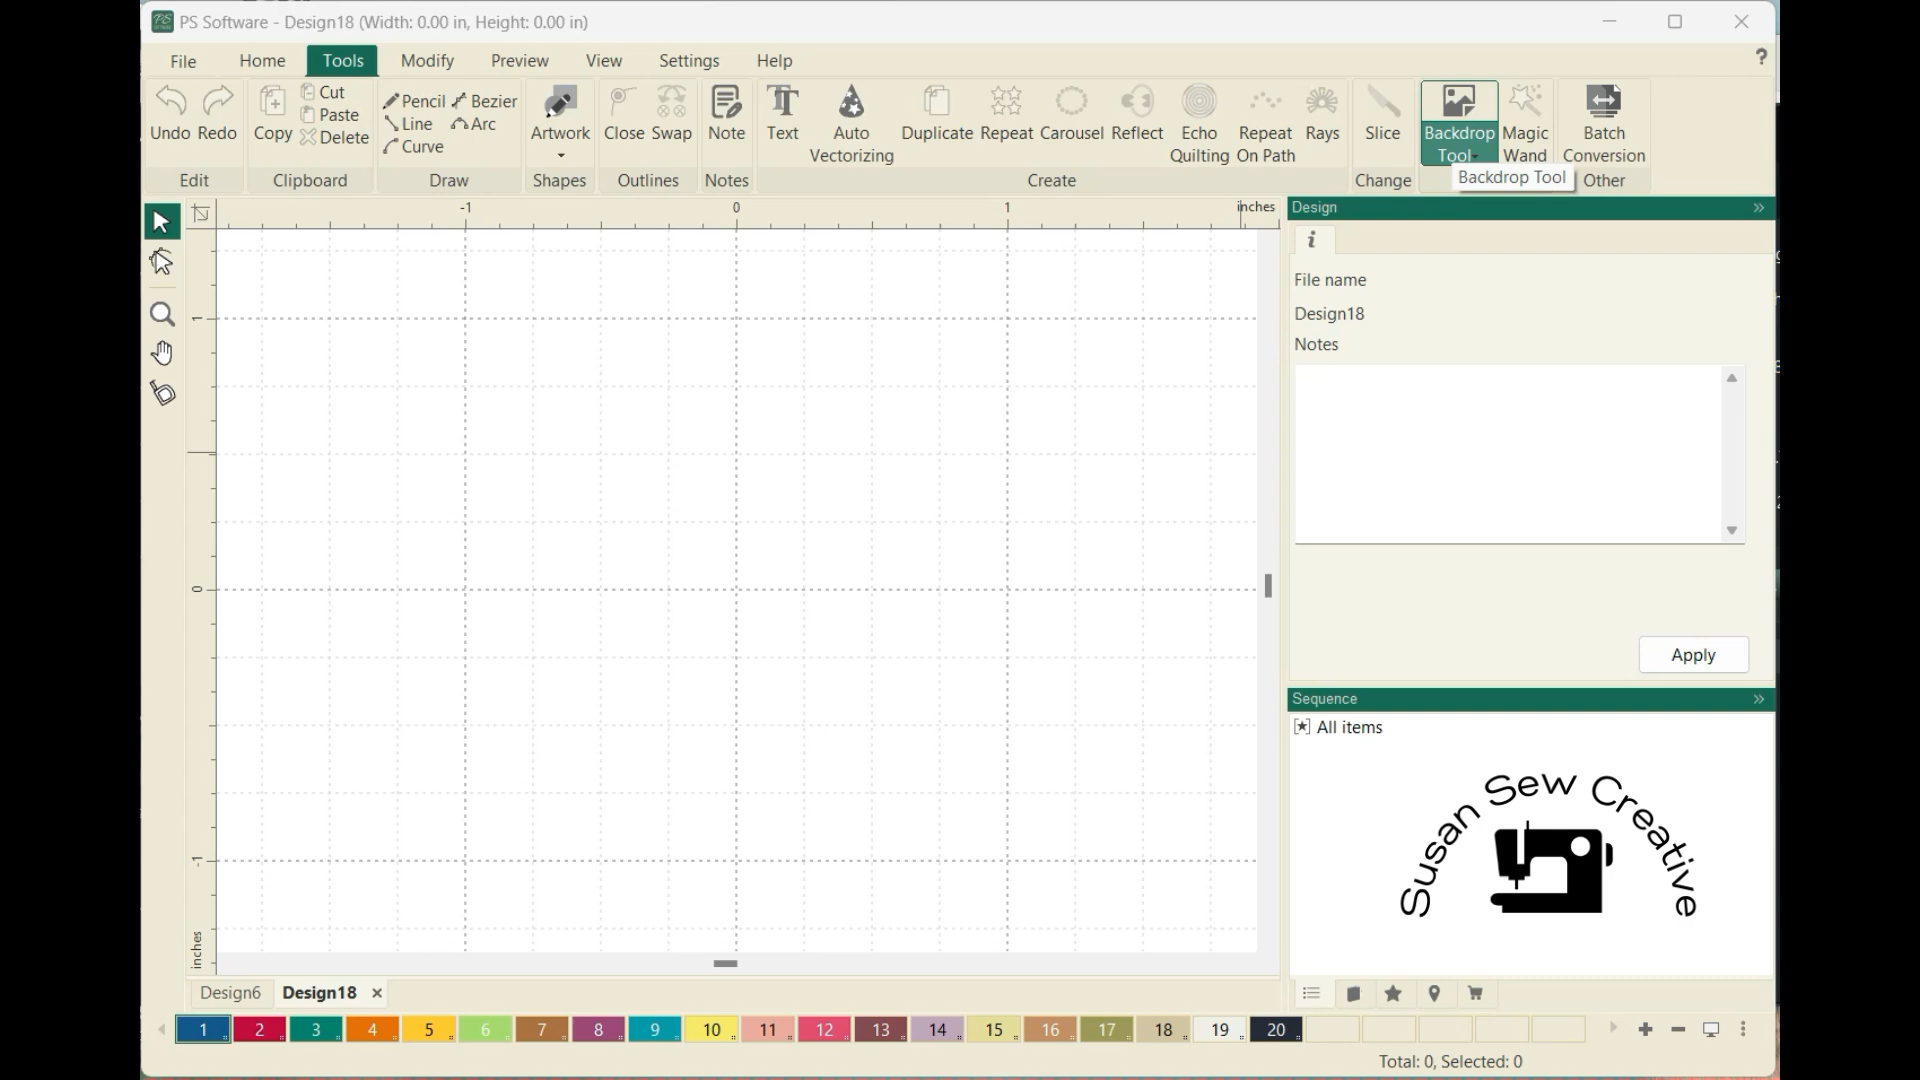 PS Software - Design18 (Width: 0.00 in, Height: 0.00 in)
File Home Tools Modify Preview View Settings Help ?
Undo Redo Copy Cut Paste Delete
Pencil Bezier
Line Arc
Curve
Artwork Close Swap Note Text Auto Vectorizing Duplicate Repeat Carousel Reflect Echo Quilting Repeat On Path Rays Slice Backdrop Tool Magic Wand Batch Conversion
Edit Clipboard Draw Shapes Outlines Notes Create Change Other
Backdrop Tool
-1 0 1 inches
1
0
-1
inches
Design
File name
Design18
Notes
Apply
Sequence
All items
Susan Sew Creative
Design6 Design18
1 2 3 4 5 6 7 8 9 10 11 12 13 14 15 16 17 18 19 20
Total: 0, Selected: 0